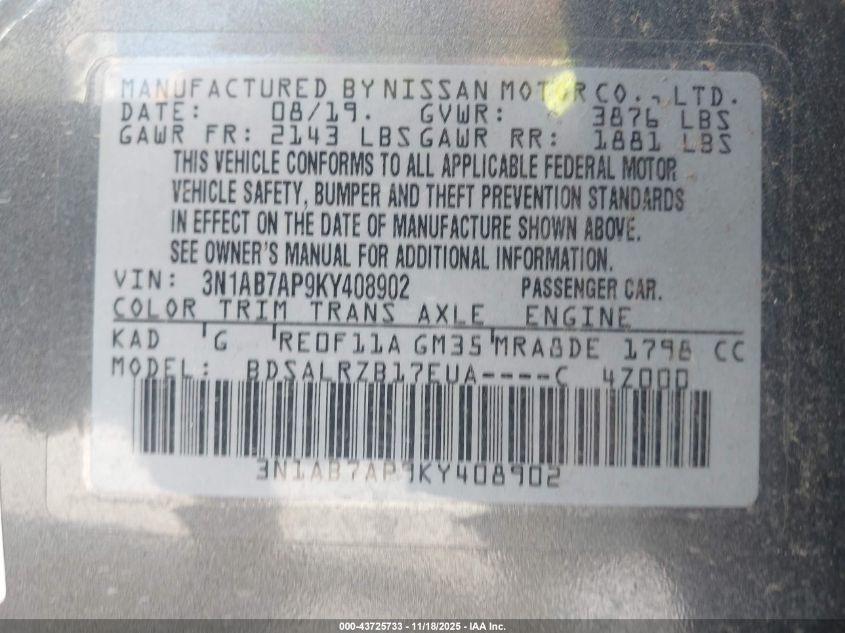 MANUFACTURED BY NISSAN MOTOR CO., LTD.
DATE: 08/19. GVWR: 3876 LBS
GAWR FR: 2143 LBS GAWR RR: 1881 LBS
THIS VEHICLE CONFORMS TO ALL APPLICABLE FEDERAL MOTOR
VEHICLE SAFETY, BUMPER AND THEFT PREVENTION STANDARDS
IN EFFECT ON THE DATE OF MANUFACTURE SHOWN ABOVE.
SEE OWNER'S MANUAL FOR ADDITIONAL INFORMATION.
VIN: 3N1AB7AP9KY408902 PASSENGER CAR.
COLOR TRIM TRANS AXLE ENGINE
KAD G RE0F11A GM35 MRA8DE 1798 CC
MODEL: BDSALRZB17EUA----C 4Z000
3N1AB7AP9KY408902
000-43725733 - 11/18/2025 - IAA Inc.